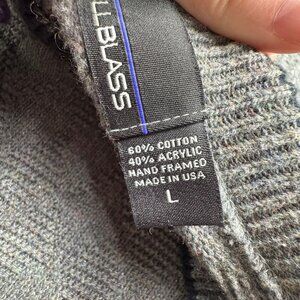 LLBLASS
60% COTTON
40% ACRYLIC
HAND FRAMED
MADE IN USA
L